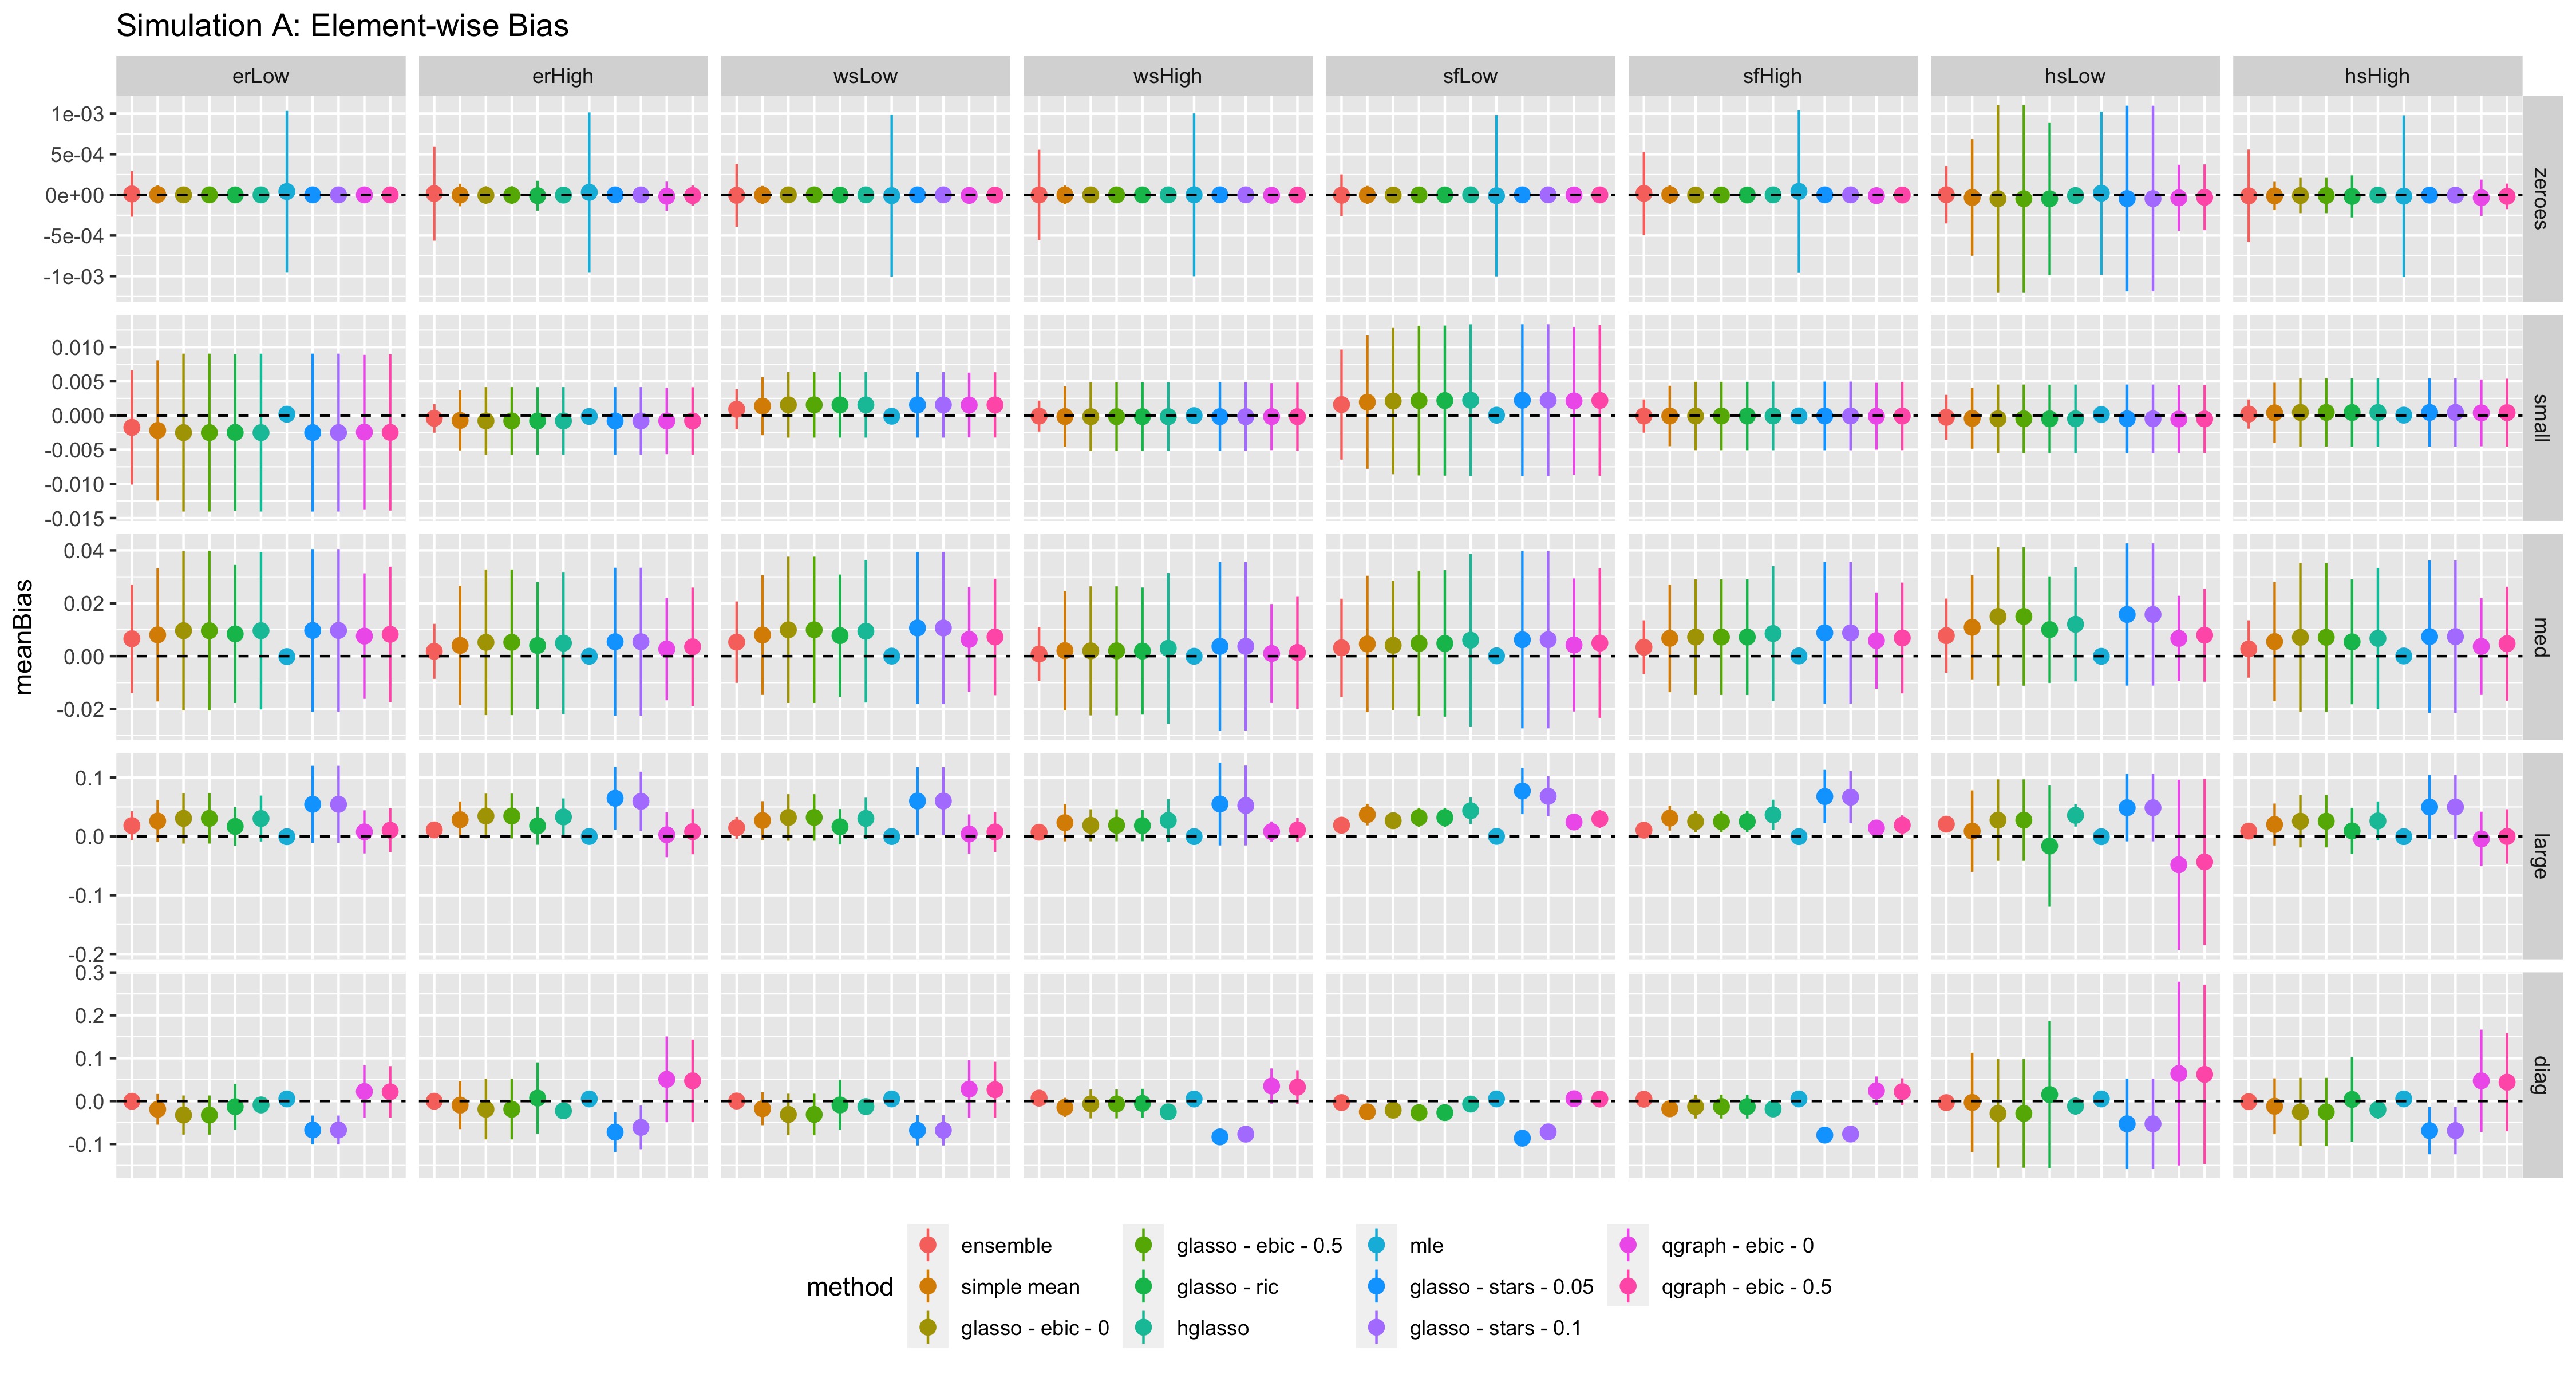 Simulation A: Element-wise Bias
erLow erHigh wsLow wsHigh sfLow sfHigh hsLow hsHigh
1e-03
5e-04
0e+00
-5e-04
-1e-03
zeroes
0.010
0.005
0.000
-0.005
-0.010
-0.015
small
0.04
0.02
0.00
-0.02
med
0.1
0.0
-0.1
-0.2
large
0.3
0.2
0.1
0.0
-0.1
diag
meanBias
method
ensemble
simple mean
glasso - ebic - 0
glasso - ebic - 0.5
glasso - ric
hglasso
mle
glasso - stars - 0.05
glasso - stars - 0.1
qgraph - ebic - 0
qgraph - ebic - 0.5